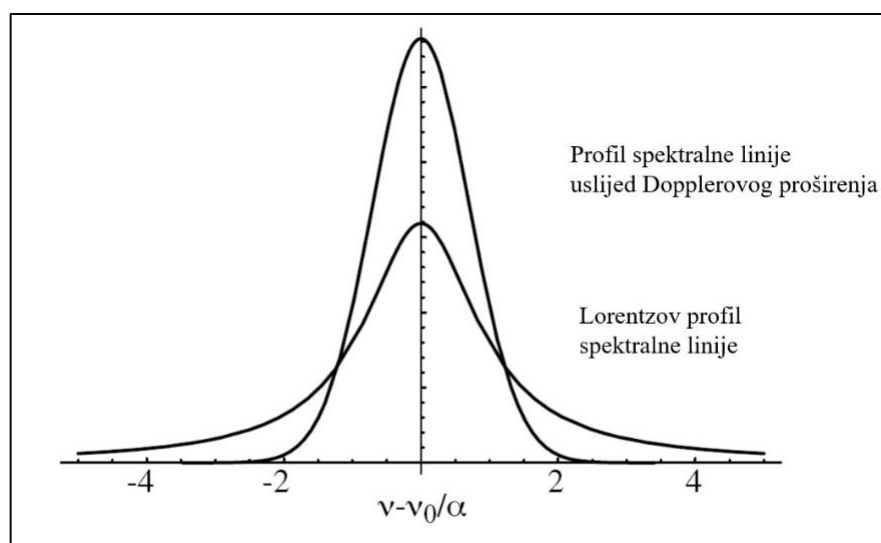 Profil spektralne linije
uslijed Dopplerovog proširenja
Lorentzov profil
spektralne linije
-4 -2 2 4
ν-ν₀/α